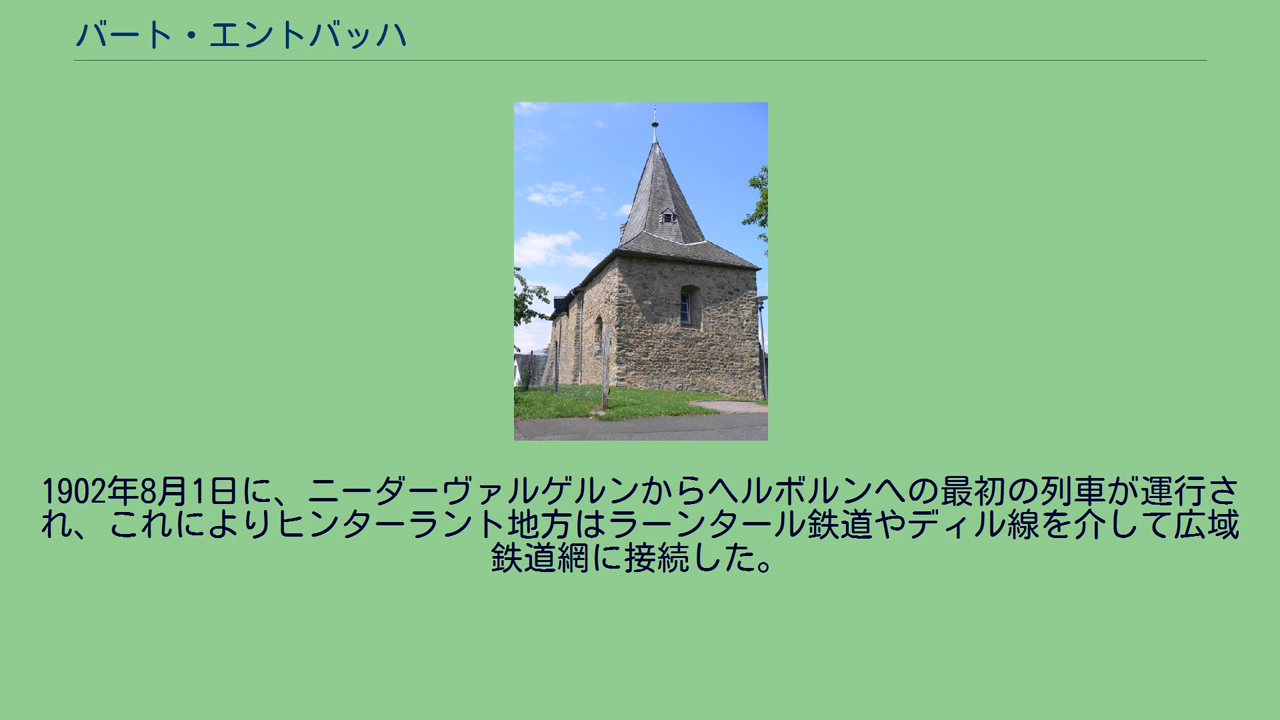 バート・エントバッハ
1902年8月1日に、ニーダーヴァルゲルンからヘルボルンへの最初の列車が運行さ
れ、これによりヒンターラント地方はラーンタール鉄道やディル線を介して広域
鉄道網に接続した。